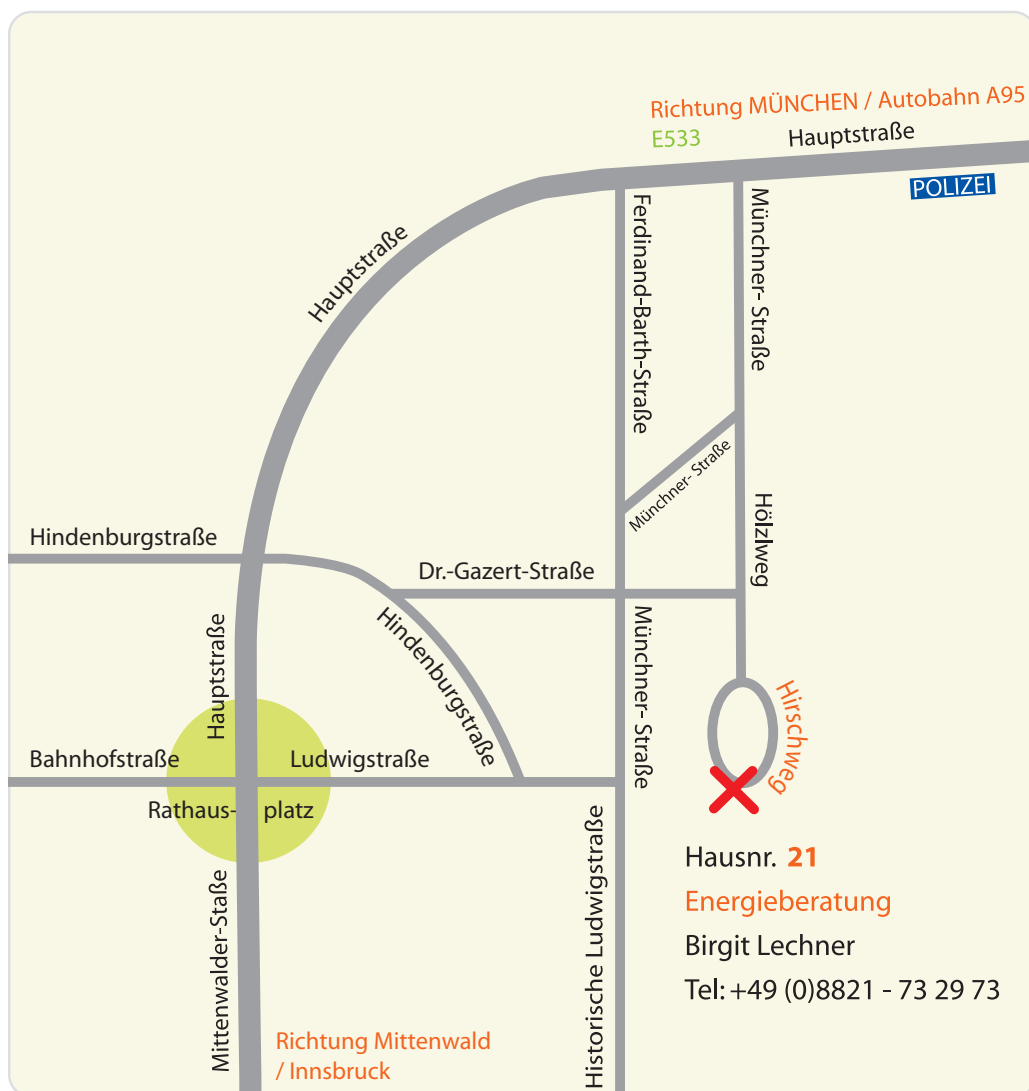 Richtung MÜNCHEN / Autobahn A95
E533
Hauptstraße
POLIZEI
Ferdinand-Barth-Straße
Münchner- Straße
Hauptstraße
Münchner- Straße
Hölzlweg
Hindenburgstraße
Dr.-Gazert-Straße
Hindenburgstraße
Münchner- Straße
Hauptstraße
Hirschweg
Bahnhofstraße
Ludwigstraße
Rathaus- platz
Historische Ludwigstraße
Mittenwalder-Staße
Hausnr. 21
Energieberatung
Birgit Lechner
Tel: +49 (0)8821 - 73 29 73
Richtung Mittenwald
/ Innsbruck